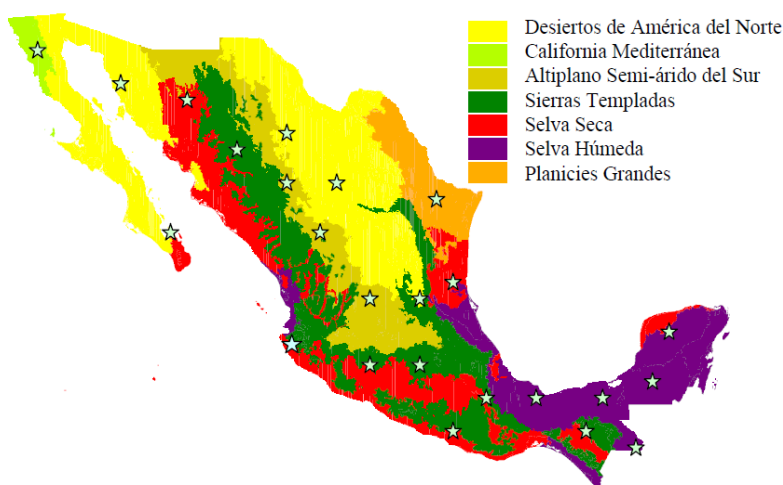 Desiertos de América del Norte
California Mediterránea
Altiplano Semi-árido del Sur
Sierras Templadas
Selva Seca
Selva Húmeda
Planicies Grandes